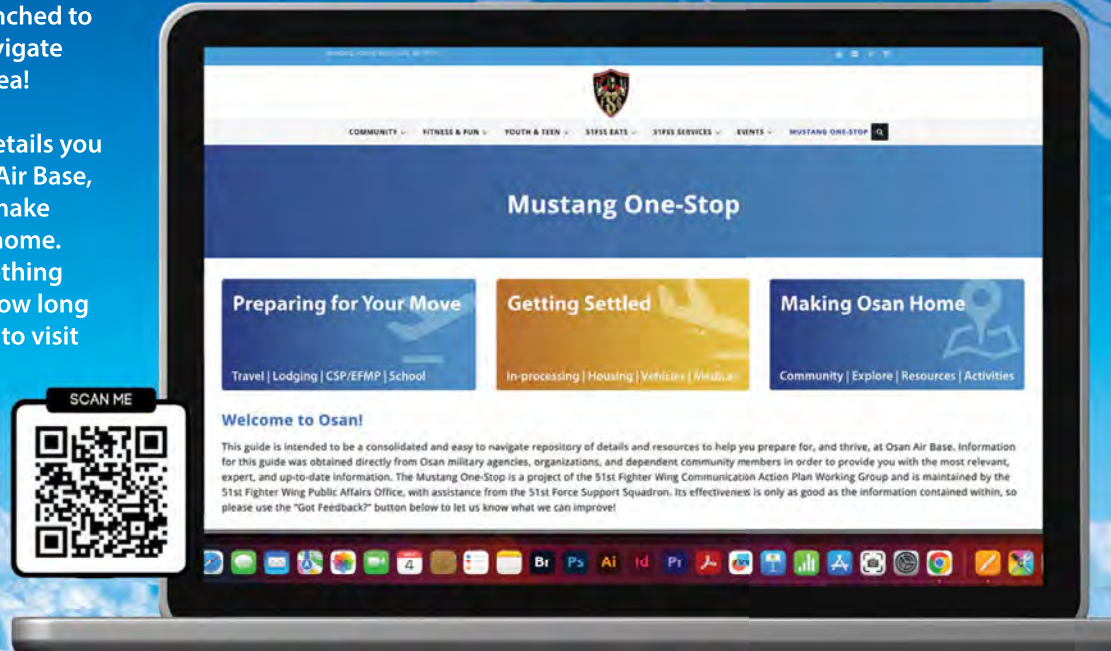 nched to
vigate
ea!
etails you
Air Base,
nake
nome.
thing
ow long
to visit
SCAN ME
COMMUNITY
FITNESS & FUN
YOUTH & TEEN
51FSS EATS
51FSS SERVICES
EVENTS
MUSTANG ONE-STOP
Mustang One-Stop
Preparing for Your Move
Travel | Lodging | CSP/EFMP | School
Getting Settled
In-processing | Housing | Vehicles | Medical
Making Osan Home
Community | Explore | Resources | Activities
Welcome to Osan!
This guide is intended to be a consolidated and easy to navigate repository of details and resources to help you prepare for, and thrive, at Osan Air Base. Information
for this guide was obtained directly from Osan military agencies, organizations, and dependent community members in order to provide you with the most relevant,
expert, and up-to-date information. The Mustang One-Stop is a project of the 51st Fighter Wing Communication Action Plan Working Group and is maintained by the
51st Fighter Wing Public Affairs Office, with assistance from the 51st Force Support Squadron. Its effectiveness is only as good as the information contained within, so
please use the "Got Feedback?" button below to let us know what we can improve!
4
Br
Ps
Ai
Id
Pr